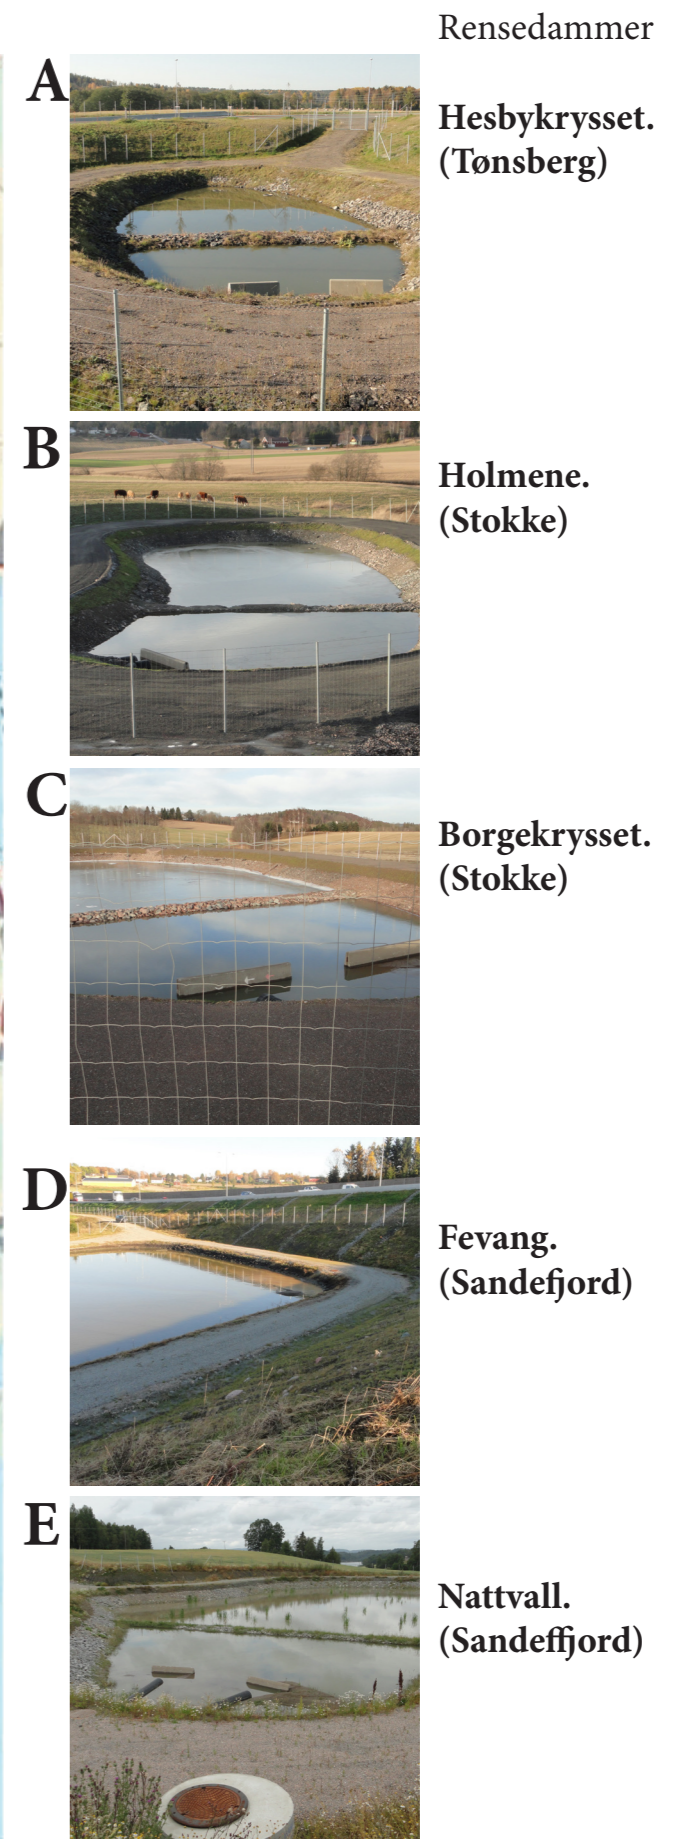 Rensedammer
A
Hesbykrysset.
(Tønsberg)
B
Holmene.
(Stokke)
C
Borgekrysset.
(Stokke)
D
Fevang.
(Sandefjord)
E
Nattvall.
(Sandeffjord)